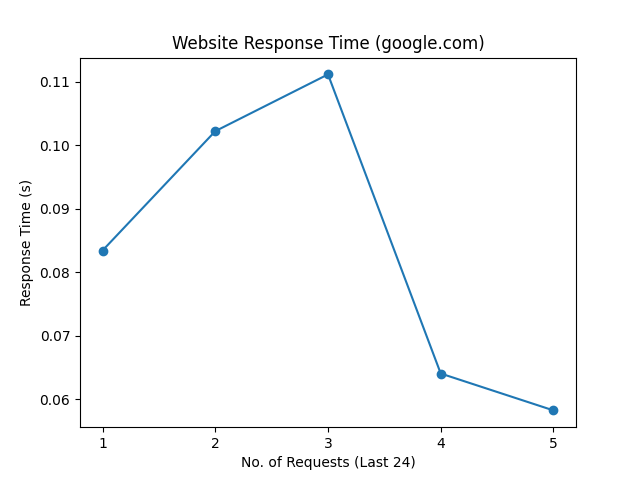 Website Response Time (google.com)
0.11
0.10
0.09
0.08
0.07
0.06
Response Time (s)
1 2 3 4 5
No. of Requests (Last 24)